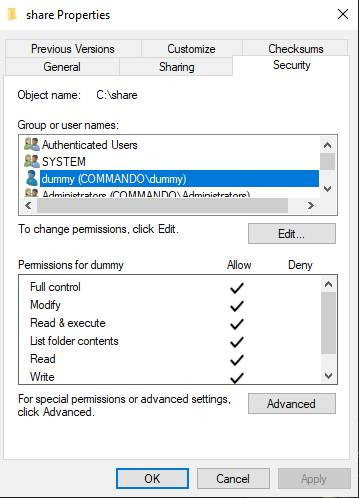 share Properties
Previous Versions Customize Checksums
General Sharing Security
Object name: C:\share
Group or user names:
Authenticated Users
SYSTEM
dummy (COMMANDO\dummy)
Administrators (COMMANDO\Administrators)
To change permissions, click Edit.
Edit...
Permissions for dummy Allow Deny
Full control
Modify
Read & execute
List folder contents
Read
Write
For special permissions or advanced settings,
click Advanced.
Advanced
OK Cancel Apply